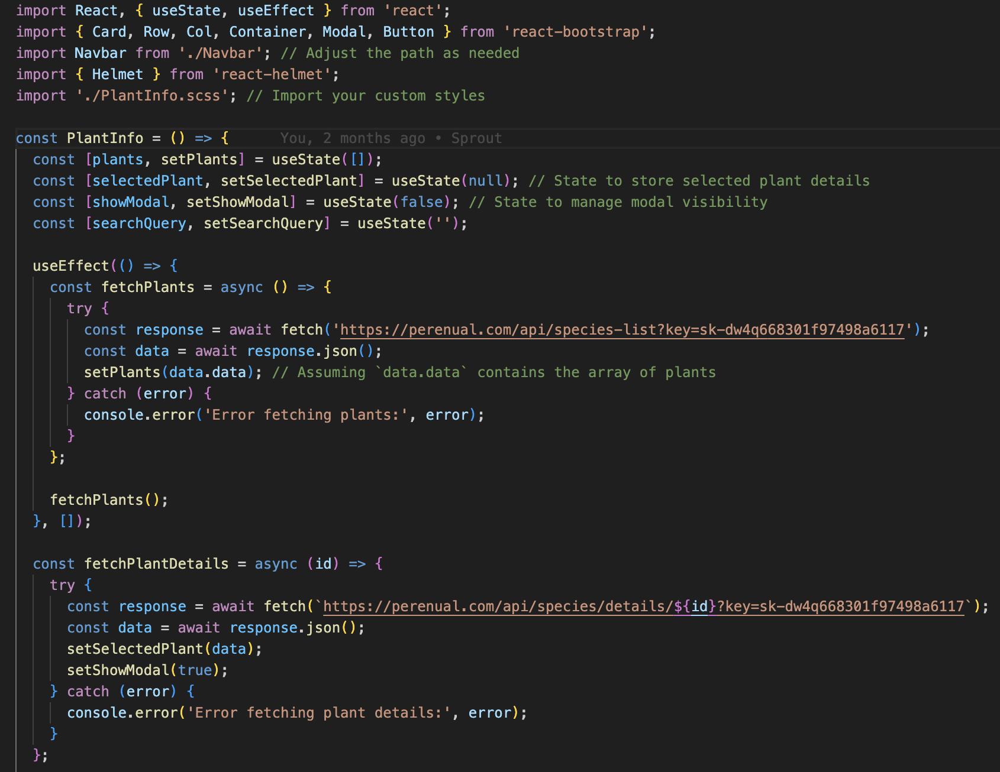 import React, { useState, useEffect } from 'react';
import { Card, Row, Col, Container, Modal, Button } from 'react-bootstrap';
import Navbar from './Navbar'; // Adjust the path as needed
import { Helmet } from 'react-helmet';
import './PlantInfo.scss'; // Import your custom styles

const PlantInfo = () => {      You, 2 months ago • Sprout
  const [plants, setPlants] = useState([]);
  const [selectedPlant, setSelectedPlant] = useState(null); // State to store selected plant details
  const [showModal, setShowModal] = useState(false); // State to manage modal visibility
  const [searchQuery, setSearchQuery] = useState('');

  useEffect(() => {
    const fetchPlants = async () => {
      try {
        const response = await fetch('https://perenual.com/api/species-list?key=sk-dw4q668301f97498a6117');
        const data = await response.json();
        setPlants(data.data); // Assuming `data.data` contains the array of plants
      } catch (error) {
        console.error('Error fetching plants:', error);
      }
    };

    fetchPlants();
  }, []);

  const fetchPlantDetails = async (id) => {
    try {
      const response = await fetch(`https://perenual.com/api/species/details/${id}?key=sk-dw4q668301f97498a6117`);
      const data = await response.json();
      setSelectedPlant(data);
      setShowModal(true);
    } catch (error) {
      console.error('Error fetching plant details:', error);
    }
  };